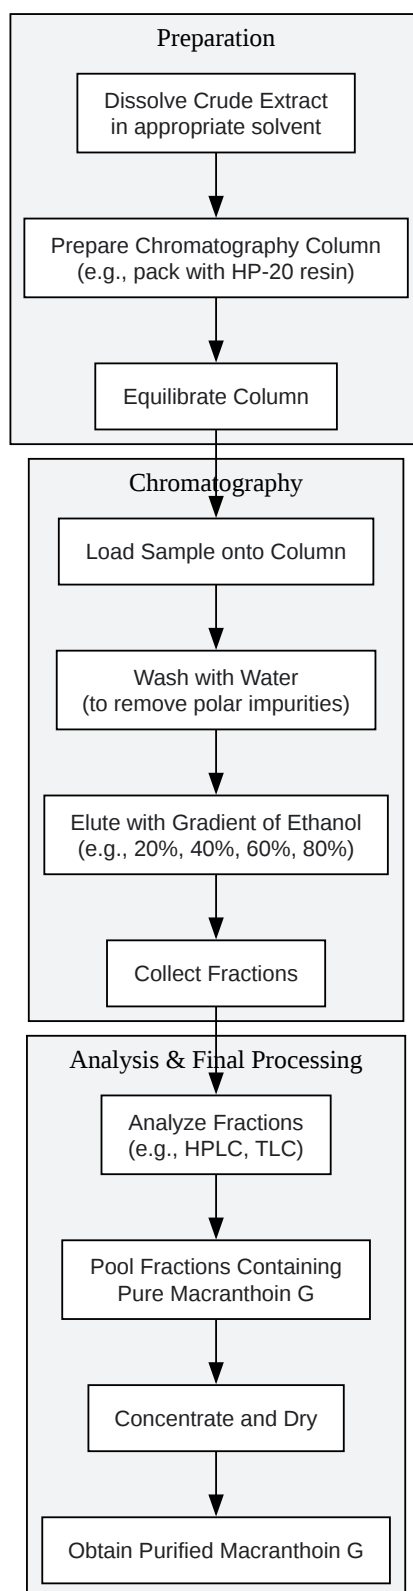 Preparation
Dissolve Crude Extract
in appropriate solvent
Prepare Chromatography Column
(e.g., pack with HP-20 resin)
Equilibrate Column
Chromatography
Load Sample onto Column
Wash with Water
(to remove polar impurities)
Elute with Gradient of Ethanol
(e.g., 20%, 40%, 60%, 80%)
Collect Fractions
Analysis & Final Processing
Analyze Fractions
(e.g., HPLC, TLC)
Pool Fractions Containing
Pure Macranthoin G
Concentrate and Dry
Obtain Purified Macranthoin G